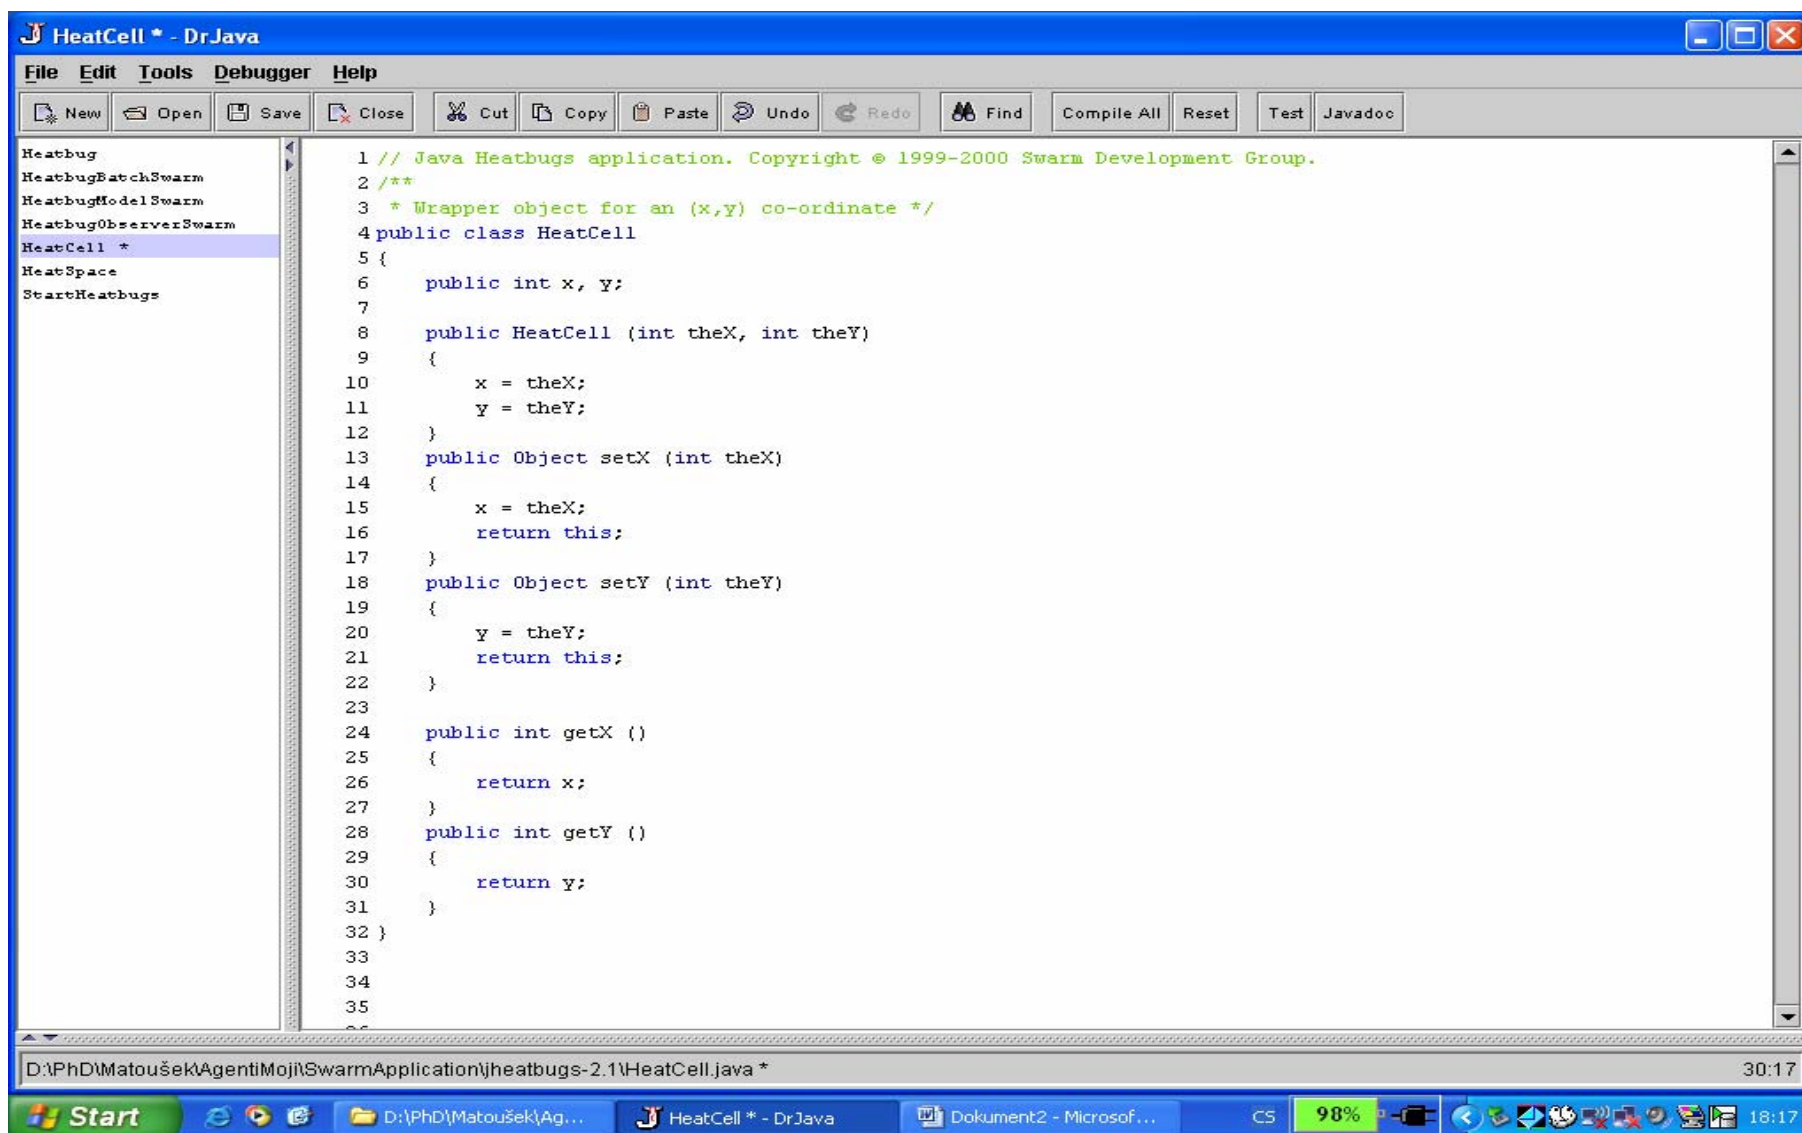 HeatCell * - DrJava
File Edit Tools Debugger Help
New Open Save Close Cut Copy Paste Undo Redo Find Compile All Reset Test Javadoc
Heatbug
HeatbugBatchSwarm
HeatbugModelSwarm
HeatbugObserverSwarm
HeatCell *
HeatSpace
StartHeatbugs
1 // Java Heatbugs application. Copyright © 1999-2000 Swarm Development Group.
2 /**
3  * Wrapper object for an (x,y) co-ordinate */
4 public class HeatCell
5 {
6     public int x, y;
7
8     public HeatCell (int theX, int theY)
9     {
10         x = theX;
11         y = theY;
12     }
13     public Object setX (int theX)
14     {
15         x = theX;
16         return this;
17     }
18     public Object setY (int theY)
19     {
20         y = theY;
21         return this;
22     }
23
24     public int getX ()
25     {
26         return x;
27     }
28     public int getY ()
29     {
30         return y;
31     }
32 }
33
34
35
D:\PhD\Matoušek\AgentiMoji\SwarmApplication\jheatbugs-2.1\HeatCell.java * 30:17
Start D:\PhD\Matoušek\Ag... HeatCell * - DrJava Dokument2 - Microsof... CS 98% 18:17